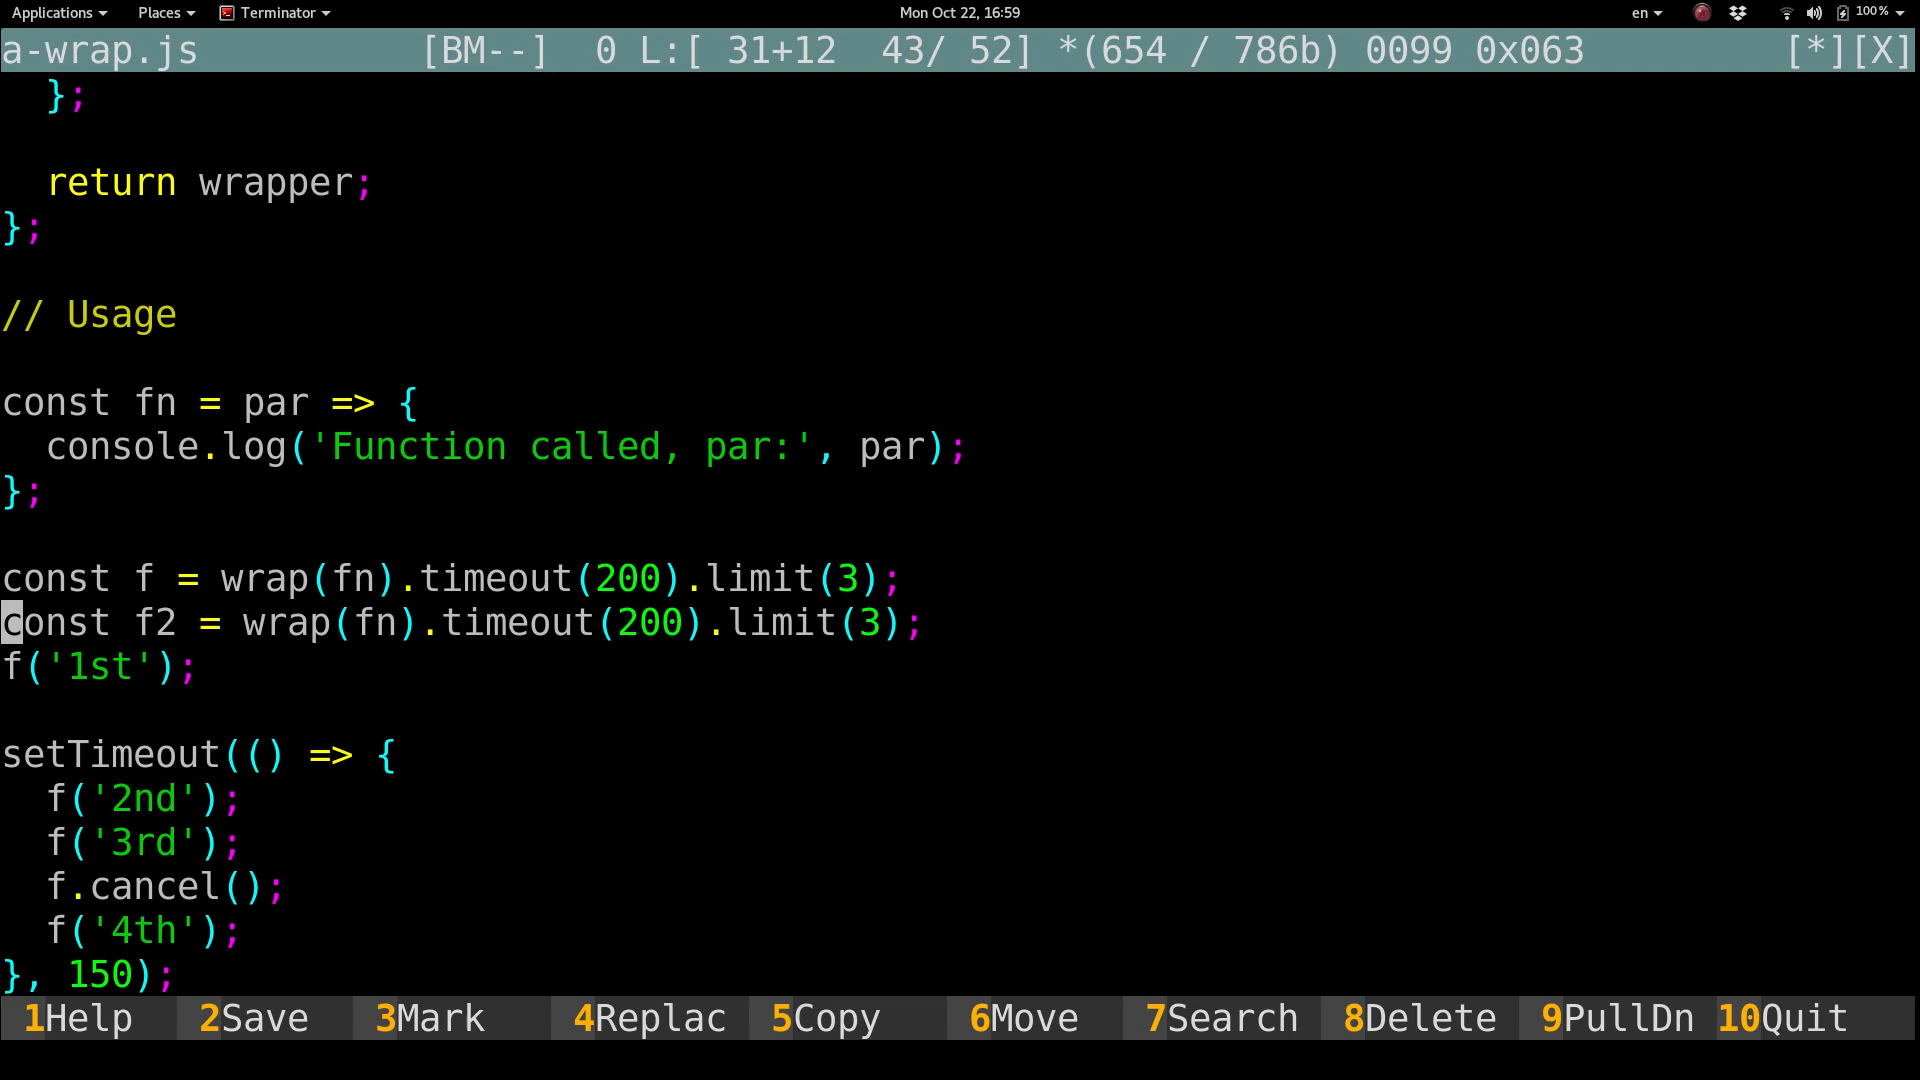 Applications Places Terminator Mon Oct 22, 16:59 en 100%
a-wrap.js [BM--] 0 L:[ 31+12 43/ 52] *(654 / 786b) 0099 0x063 [*][X]
};
return wrapper;
};
// Usage
const fn = par => {
console.log('Function called, par:', par);
};
const f = wrap(fn).timeout(200).limit(3);
const f2 = wrap(fn).timeout(200).limit(3);
f('1st');
setTimeout(() => {
f('2nd');
f('3rd');
f.cancel();
f('4th');
}, 150);
1Help 2Save 3Mark 4Replac 5Copy 6Move 7Search 8Delete 9PullDn 10Quit